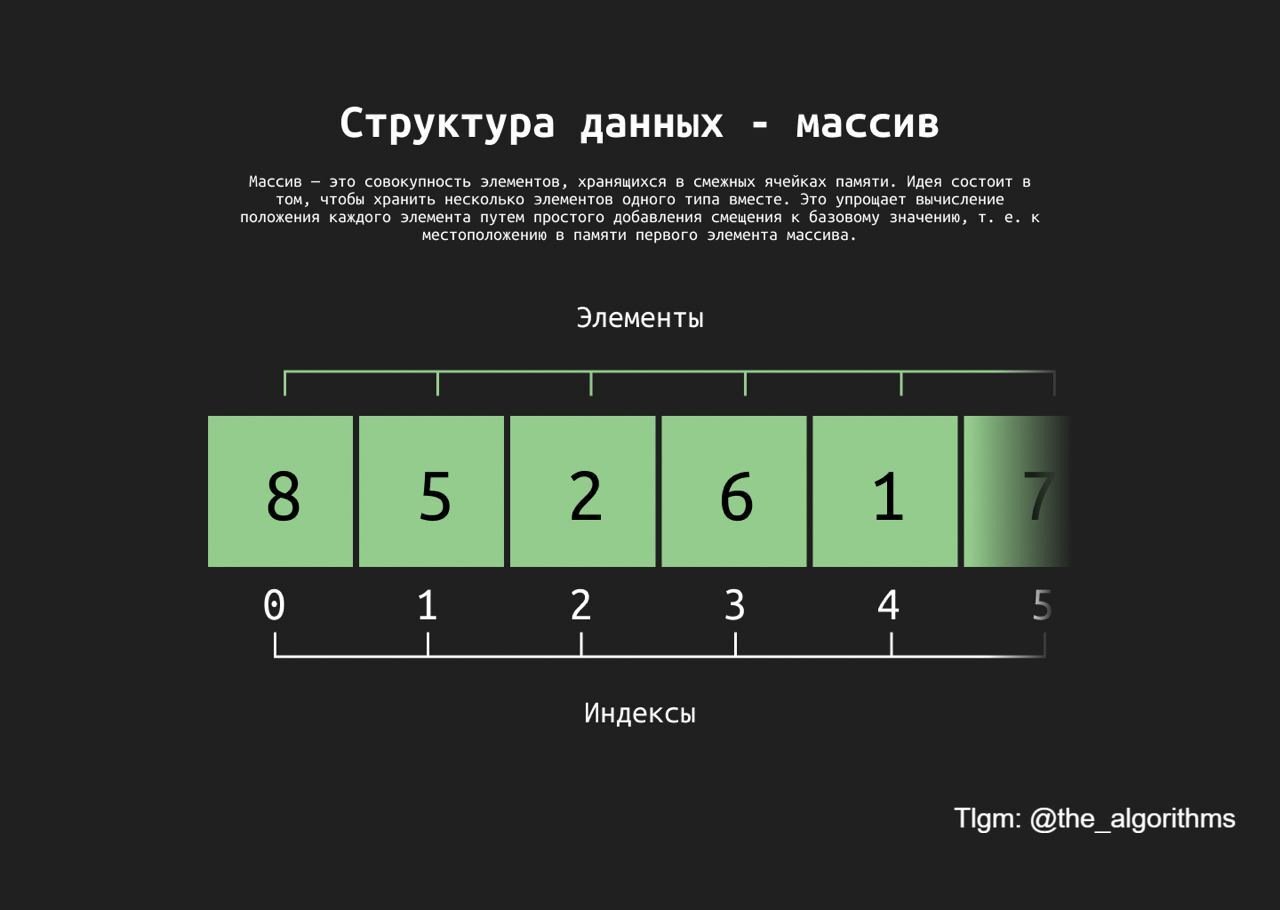 Структура данных - массив
Массив — это совокупность элементов, хранящихся в смежных ячейках памяти. Идея состоит в
том, чтобы хранить несколько элементов одного типа вместе. Это упрощает вычисление
положения каждого элемента путем простого добавления смещения к базовому значению, т. е. к
местоположению в памяти первого элемента массива.
Элементы
8 5 2 6 1 7
0 1 2 3 4 5
Индексы
Tlgm: @the_algorithms